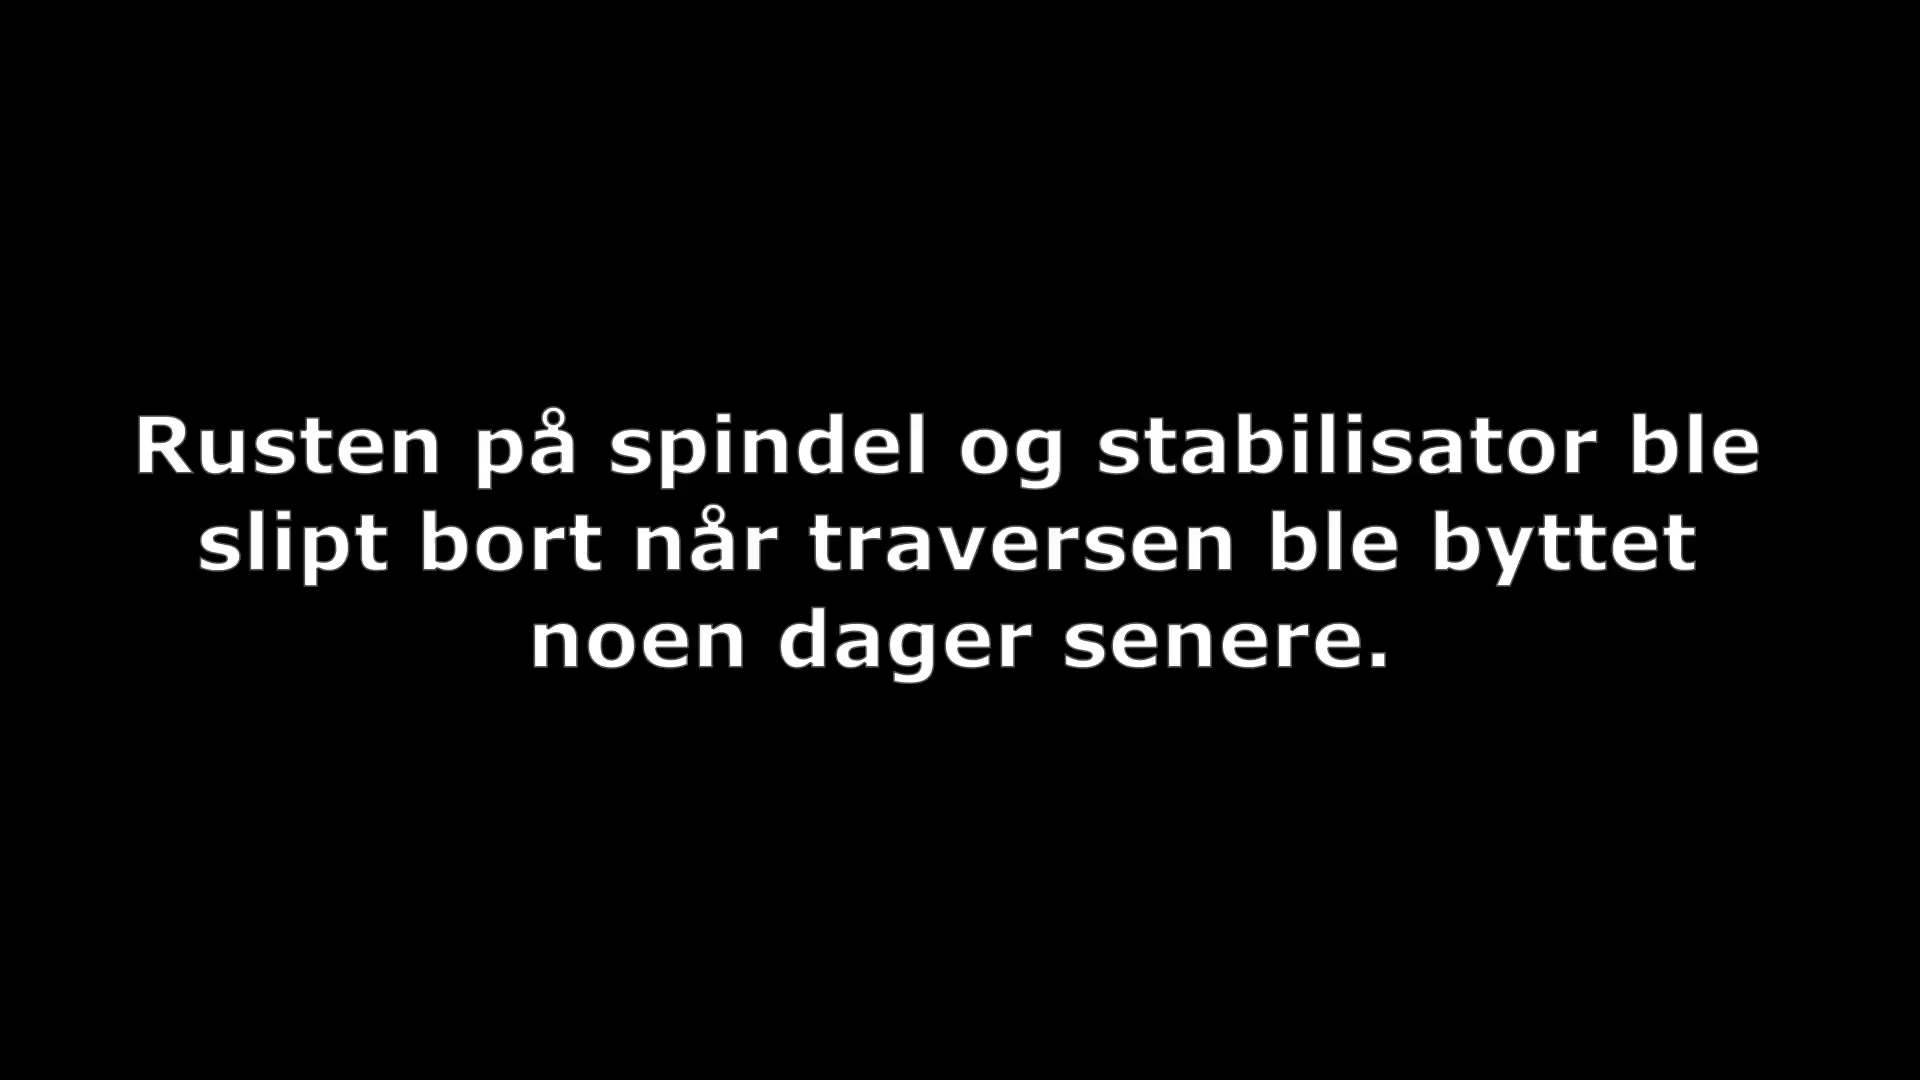 Rusten på spindel og stabilisator ble
slipt bort når traversen ble byttet
noen dager senere.